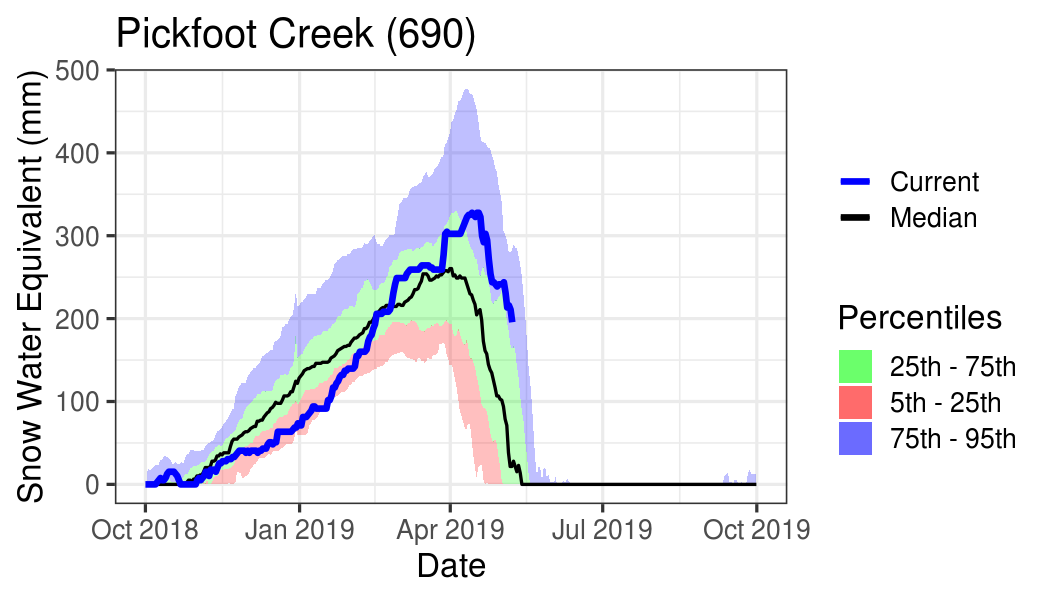 Pickfoot Creek (690)
Snow Water Equivalent (mm)
500
400
300
200
100
0
Oct 2018
Jan 2019
Apr 2019
Jul 2019
Oct 2019
Date
Current
Median
Percentiles
25th - 75th
5th - 25th
75th - 95th